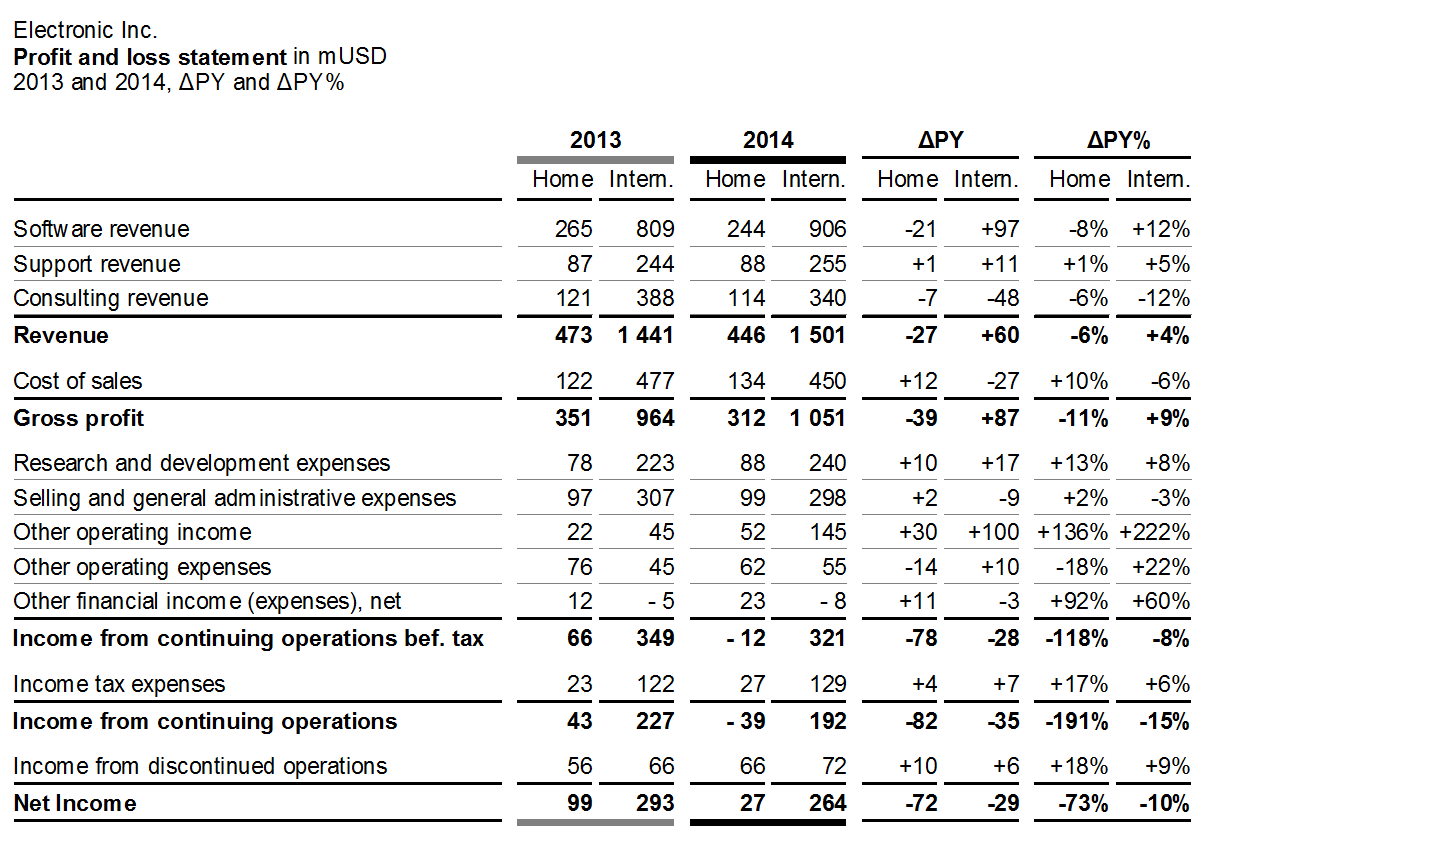 Electronic Inc.
Profit and loss statement in mUSD
2013 and 2014, ΔPY and ΔPY%
2013 2014 ΔPY ΔPY%
Home Intern. Home Intern. Home Intern. Home Intern.
Software revenue 265 809 244 906 -21 +97 -8% +12%
Support revenue 87 244 88 255 +1 +11 +1% +5%
Consulting revenue 121 388 114 340 -7 -48 -6% -12%
Revenue 473 1 441 446 1 501 -27 +60 -6% +4%
Cost of sales 122 477 134 450 +12 -27 +10% -6%
Gross profit 351 964 312 1 051 -39 +87 -11% +9%
Research and development expenses 78 223 88 240 +10 +17 +13% +8%
Selling and general administrative expenses 97 307 99 298 +2 -9 +2% -3%
Other operating income 22 45 52 145 +30 +100 +136% +222%
Other operating expenses 76 45 62 55 -14 +10 -18% +22%
Other financial income (expenses), net 12 - 5 23 - 8 +11 -3 +92% +60%
Income from continuing operations bef. tax 66 349 - 12 321 -78 -28 -118% -8%
Income tax expenses 23 122 27 129 +4 +7 +17% +6%
Income from continuing operations 43 227 - 39 192 -82 -35 -191% -15%
Income from discontinued operations 56 66 66 72 +10 +6 +18% +9%
Net Income 99 293 27 264 -72 -29 -73% -10%